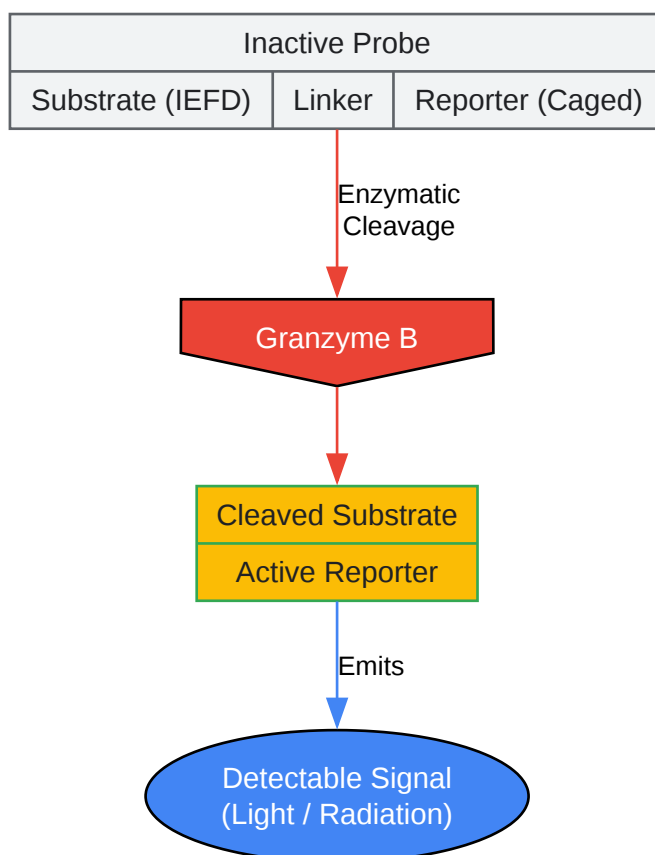 Inactive Probe
Substrate (IEFD)
Linker
Reporter (Caged)
Enzymatic
Cleavage
Granzyme B
Cleaved Substrate
Active Reporter
Emits
Detectable Signal
(Light / Radiation)